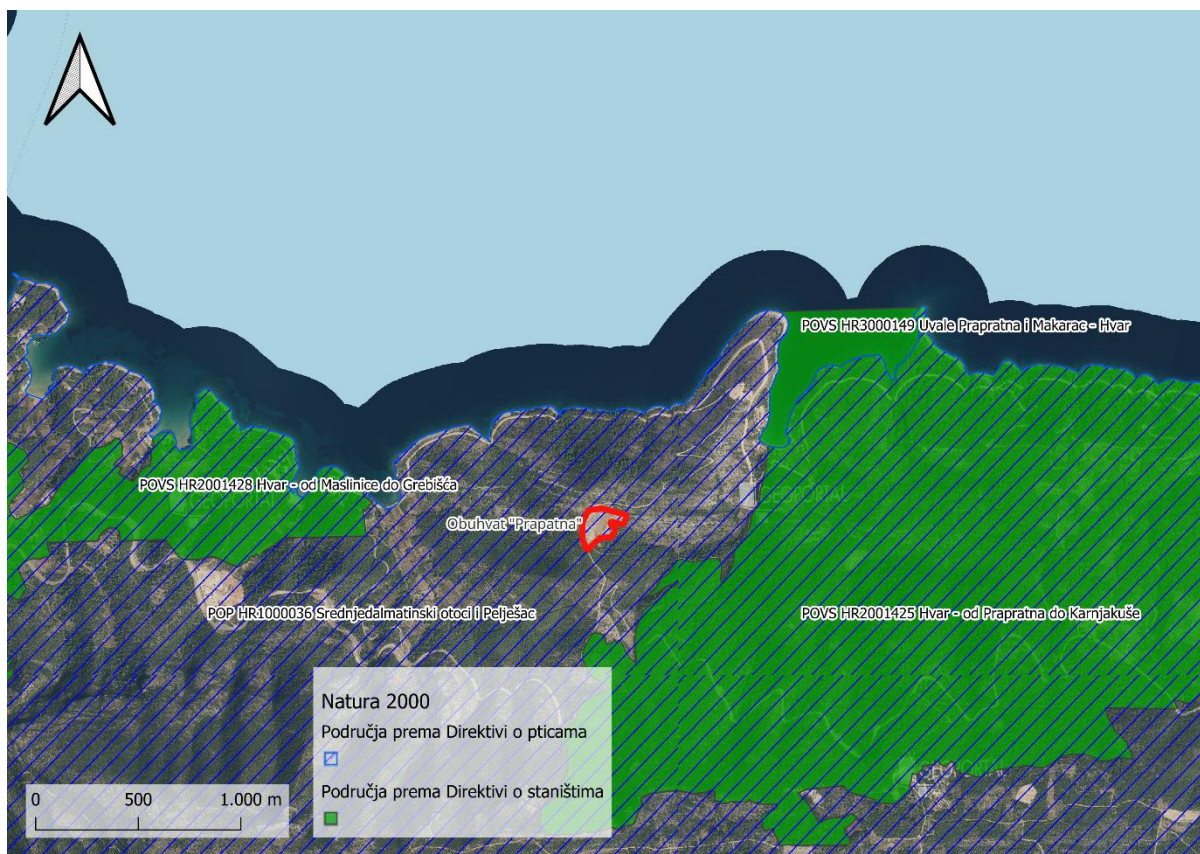 POVS HR3000149 Uvale Prapratna i Makarac - Hvar
POVS HR2001428 Hvar - od Maslinice do Grebišća
Obuhvat "Prapatna"
POP HR1000036 Srednjedalmatinski otoci i Pelješac
POVS HR2001425 Hvar - od Prapratna do Karnjakuše
Natura 2000
Područja prema Direktivi o pticama
Područja prema Direktivi o staništima
0 500 1.000 m